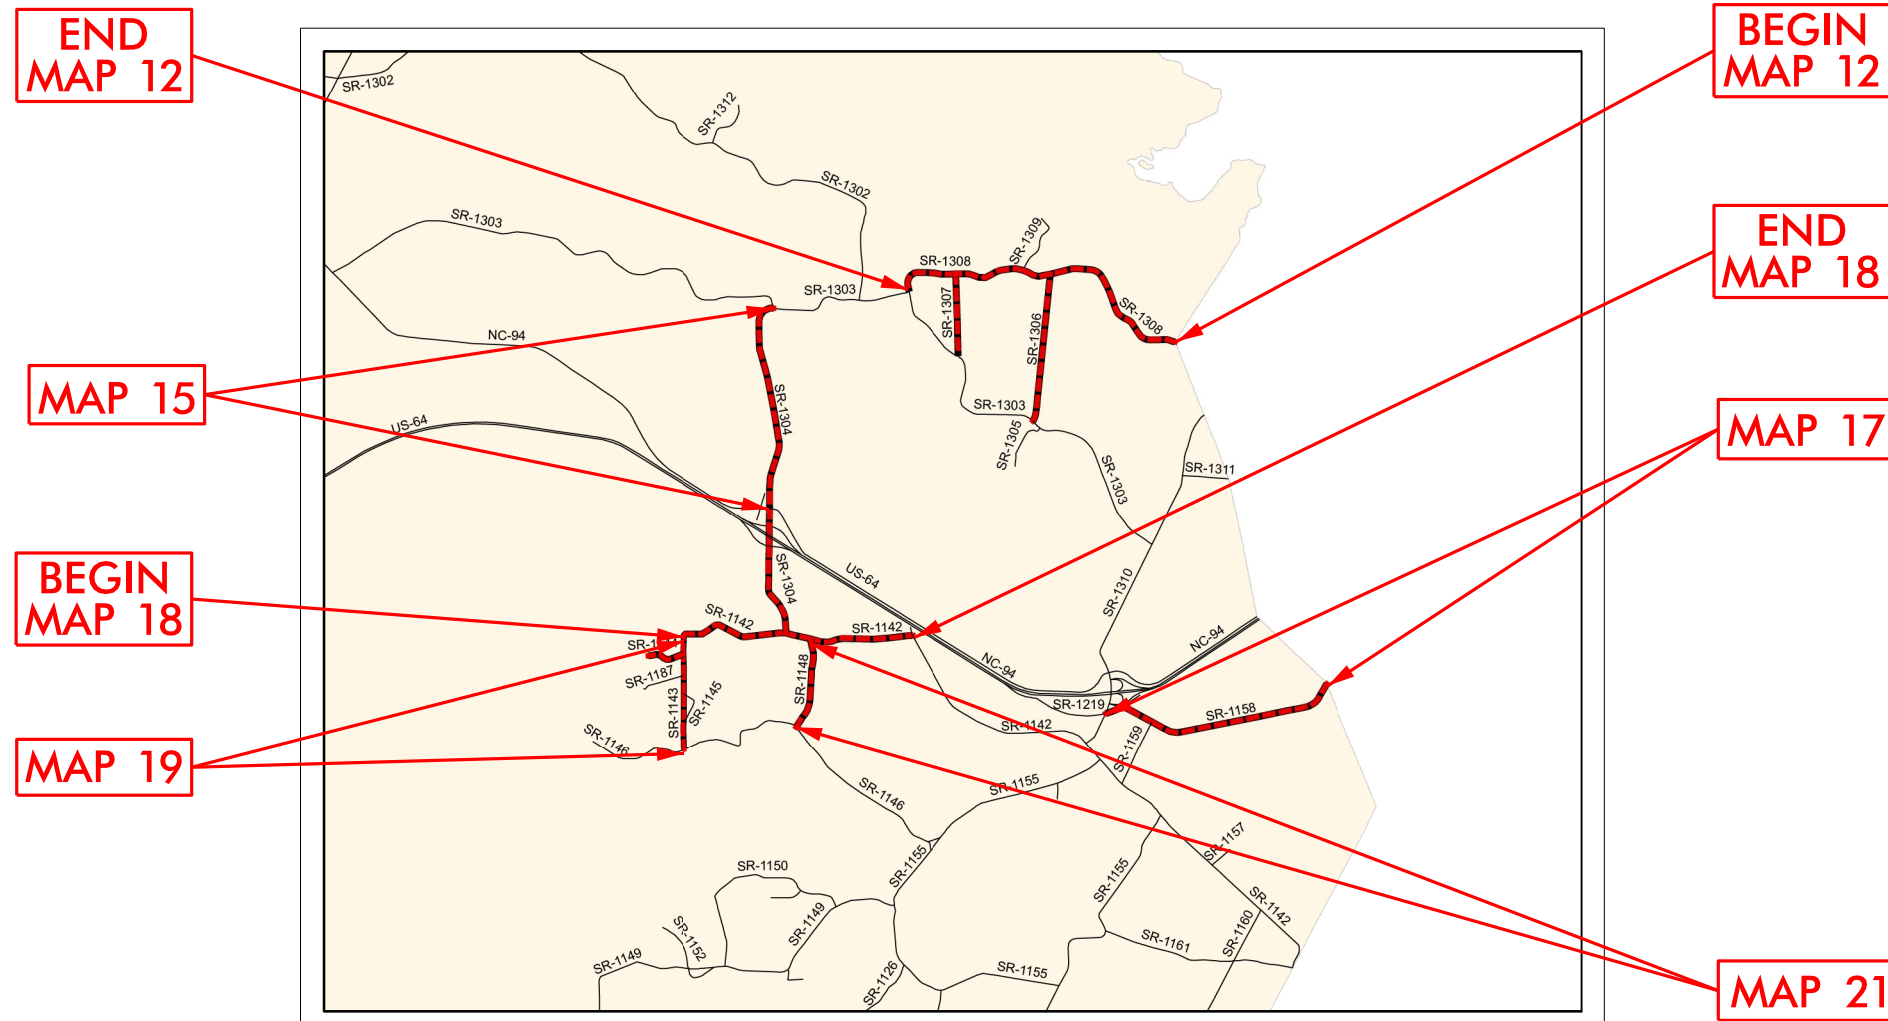 END
MAP 12
BEGIN
MAP 12
SR-1302
SR-1312
SR-1302
SR-1303
SR-1309
END
MAP 18
SR-1308
SR-1303
SR-1307
SR-1306
SR-1308
NC-94
MAP 15
SR-1304
SR-1303
SR-1305
US-64
MAP 17
SR-1303
SR-1311
BEGIN
MAP 18
SR-1304
US-64
SR-1310
SR-1142
SR-1142
NC-94
NC-94
SR-1187
SR-1148
SR-1143
SR-1145
SR-1219
SR-1158
SR-1142
SR-1159
SR-1146
MAP 19
SR-1146
SR-1155
SR-1157
SR-1155
SR-1155
SR-1150
SR-1142
SR-1149
SR-1160
SR-1152
SR-1161
SR-1149
SR-1126
SR-1155
MAP 21